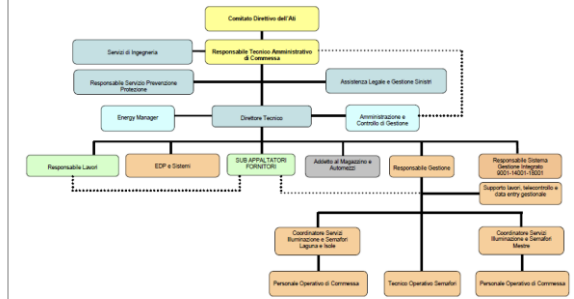 Comitato Direttivo dell'Ati
Servizi di Ingegneria
Responsabile Tecnico Amministrativo
di Commessa
Responsabile Servizio Prevenzione
Protezione
Assistenza Legale e Gestione Sinistri
Energy Manager
Direttore Tecnico
Amministrazione e
Controllo di Gestione
Responsabile Lavori
EDP e Sistemi
SUB APPALTATORI
FORNITORI
Addetto al Magazzino e
Automezzi
Responsabile Gestione
Responsabile Sistema
Gestione Integrato
9001-14001-18001
Supporto lavori, telecontrollo e
data entry gestionale
Coordinatore Servizi
Illuminazione e Semafori
Laguna e Isole
Coordinatore Servizi
Illuminazione e Semafori
Mestre
Personale Operativo di Commessa
Tecnico Operativo Semafori
Personale Operativo di Commessa